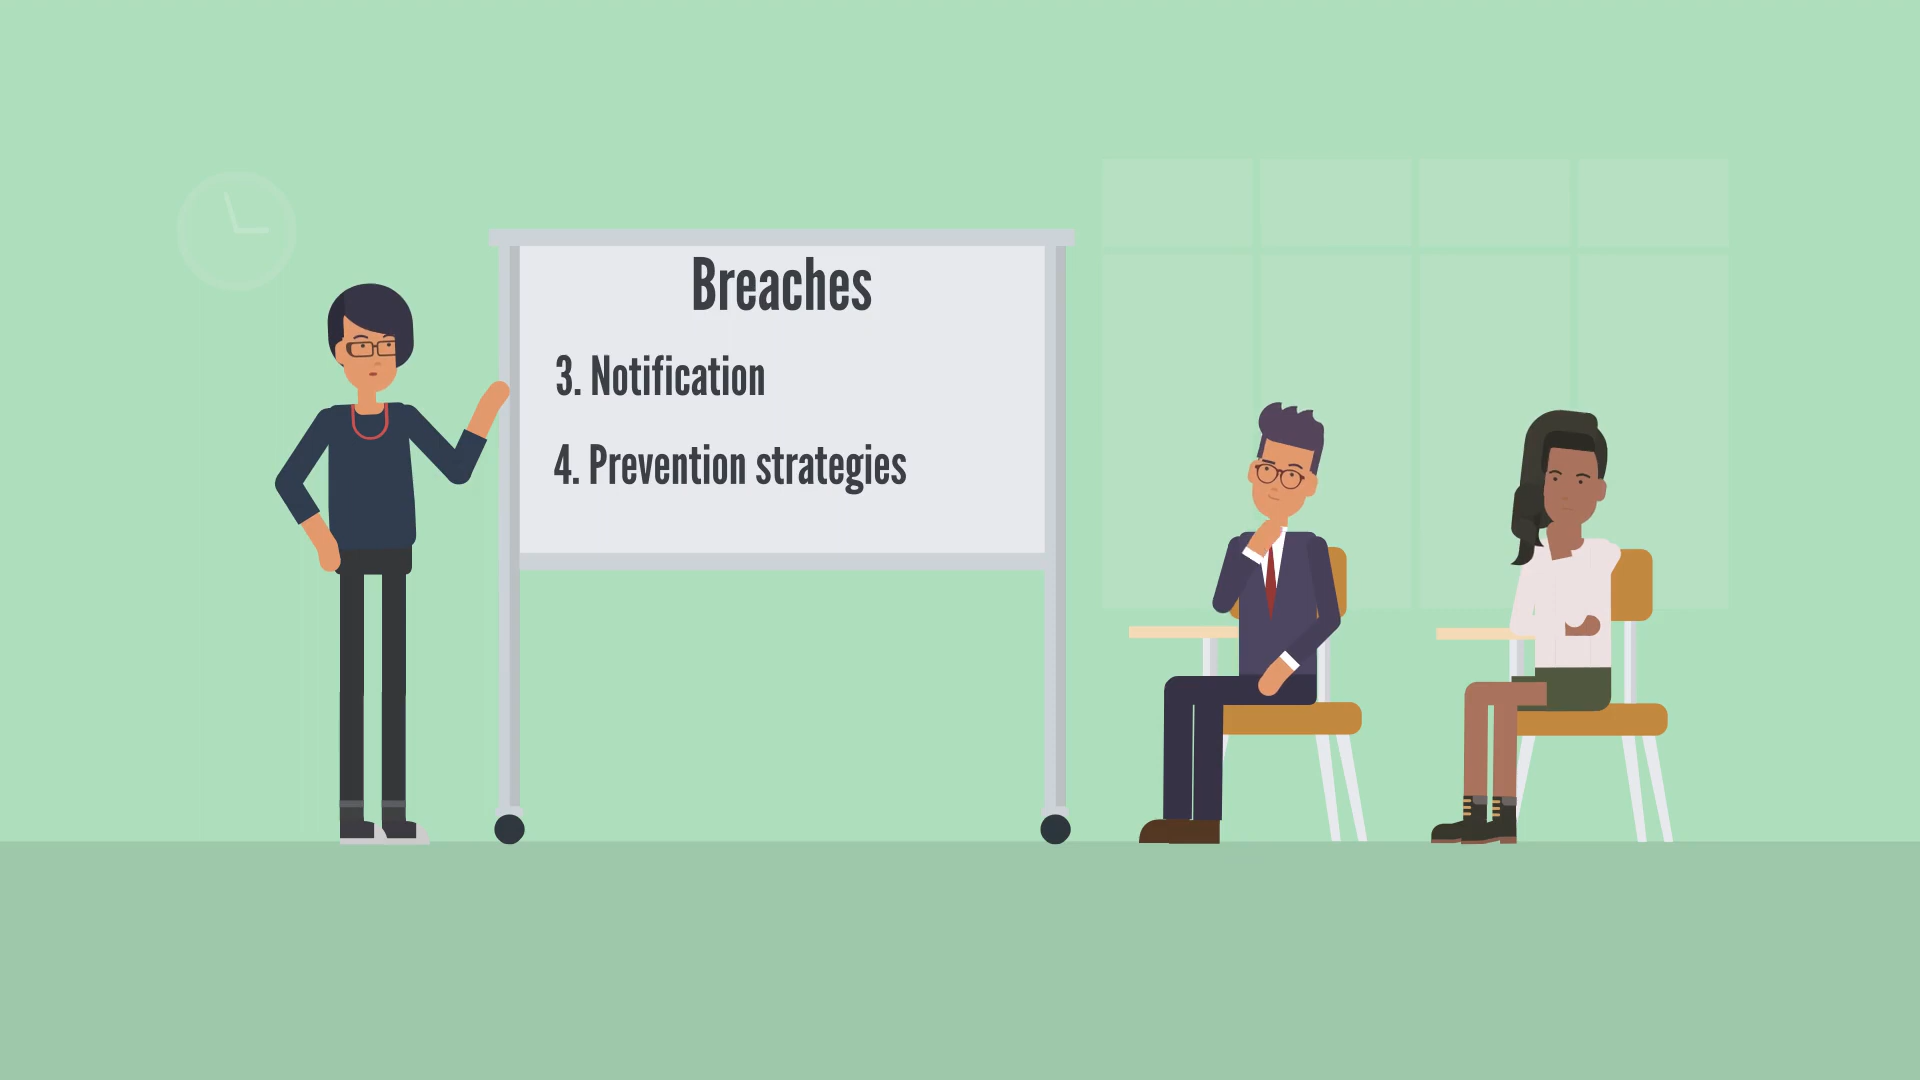 Breaches
3. Notification
4. Prevention strategies